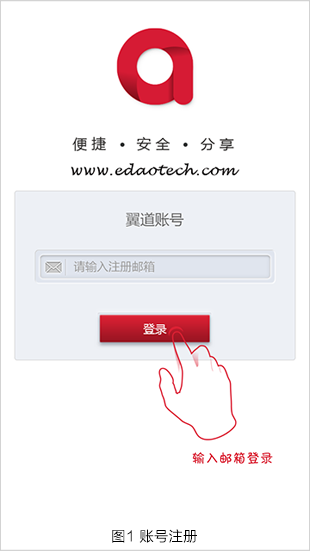 便捷 • 安全 • 分享
www.edaotech.com
翼道账号
请输入注册邮箱
登录
输入邮箱登录
图1 账号注册